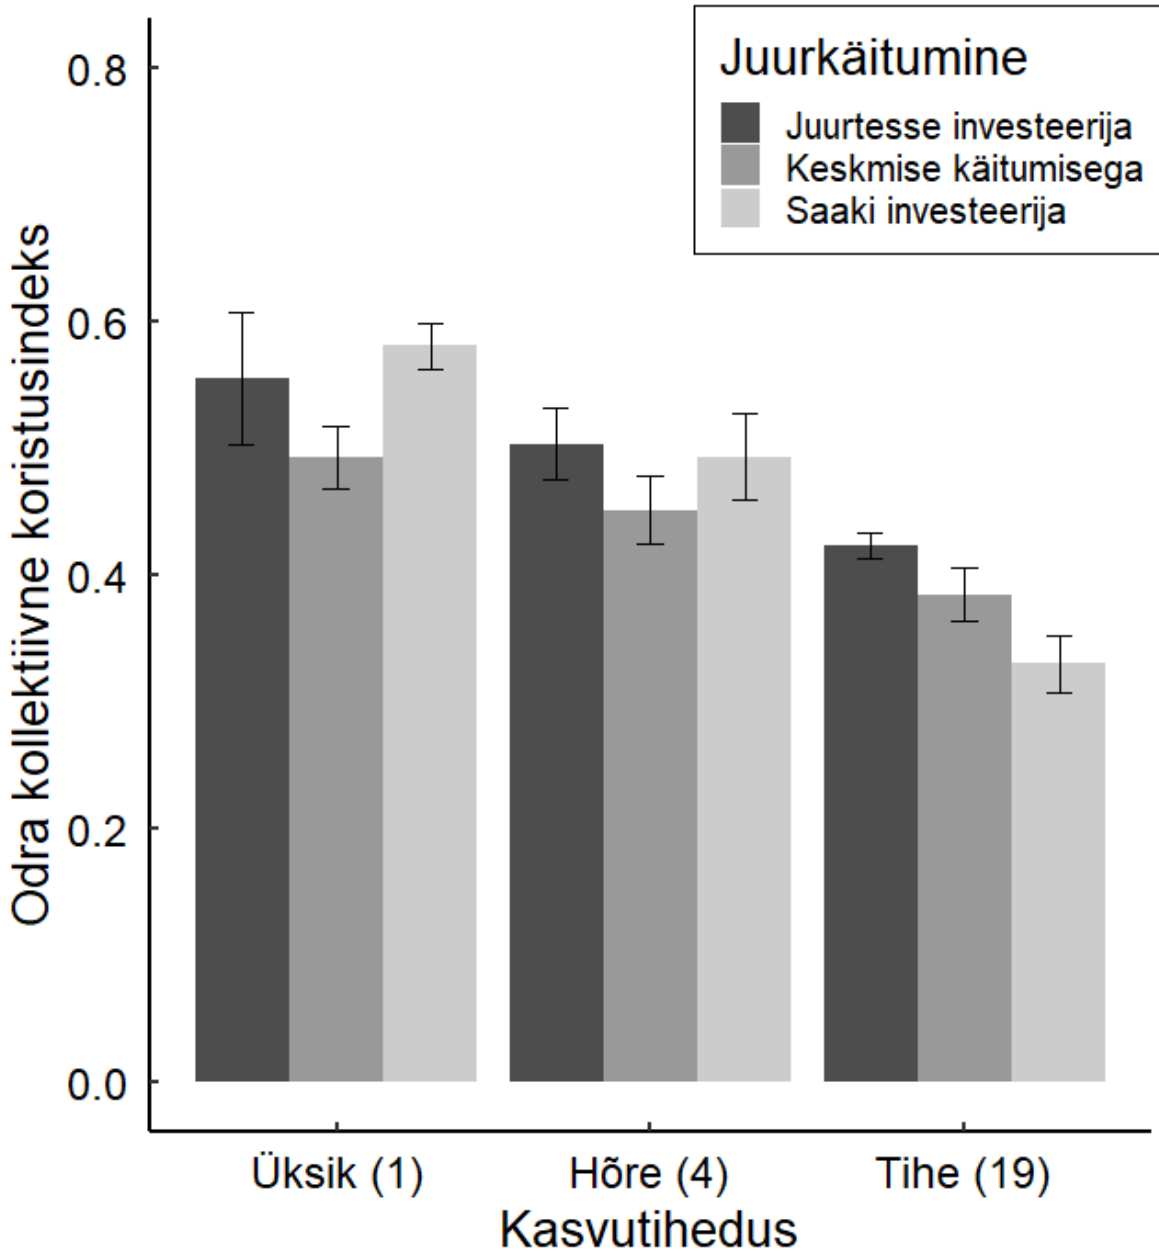 Juurkäitumine
Juurtesse investeerija
Keskmise käitumisega
Saaki investeerija
Odra kollektiivne koristusindeks
0.8
0.6
0.4
0.2
0.0
Üksik (1)
Hõre (4)
Tihe (19)
Kasvutihedus